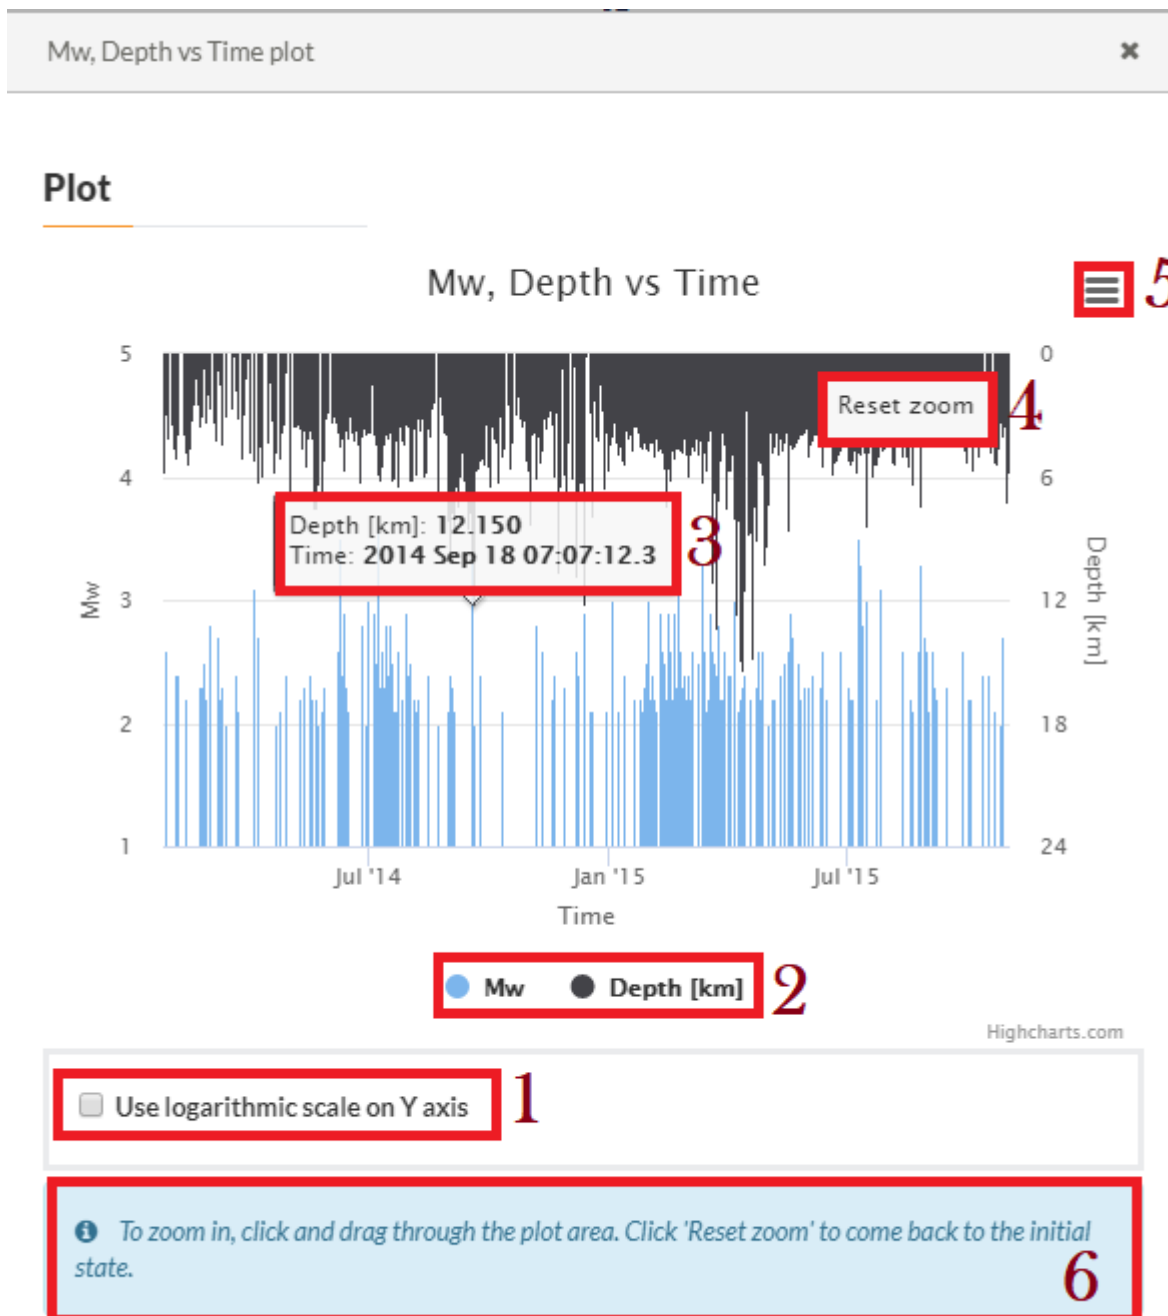 Mw, Depth vs Time plot
Plot
Mw, Depth vs Time
5
5
0
Reset zoom
4
4
6
Depth [km]: 12.150
Time: 2014 Sep 18 07:07:12.3
3
Mw
3
12
Depth [km]
2
18
1
24
Jul '14
Jan '15
Jul '15
Time
Mw
Depth [km]
2
Highcharts.com
Use logarithmic scale on Y axis
1
To zoom in, click and drag through the plot area. Click 'Reset zoom' to come back to the initial
state.
6